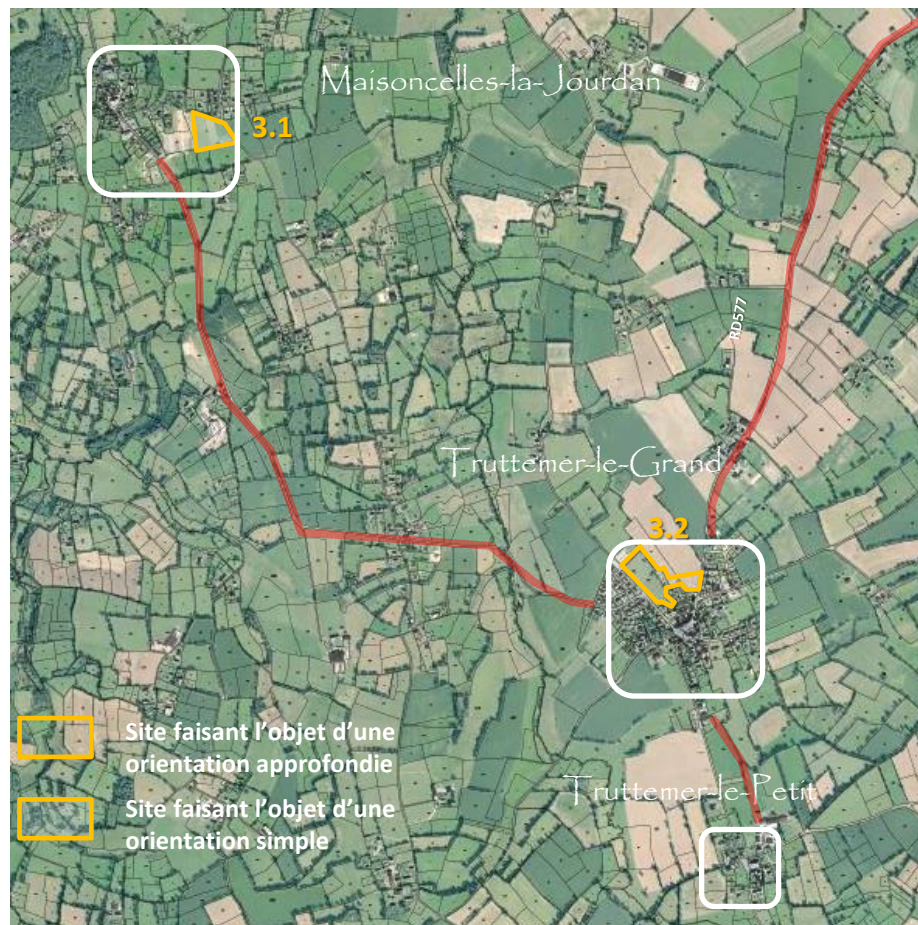 Maisoncelles-la-Jourdan
3.1
RD577
Truttemer-le-Grand
3.2
Site faisant l’objet d’une
orientation approfondie
Truttemer-le-Petit
Site faisant l’objet d’une
orientation simple